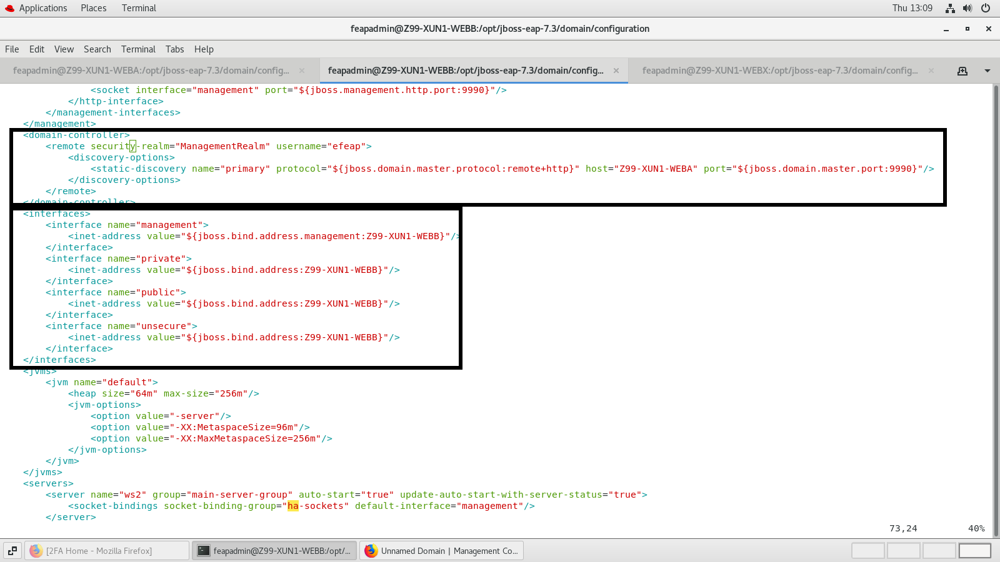 Applications Places Terminal Thu 13:09
feapadmin@Z99-XUN1-WEBB:/opt/jboss-eap-7.3/domain/configuration
File Edit View Search Terminal Tabs Help
feapadmin@Z99-XUN1-WEBA:/opt/jboss-eap-7.3/domain/config... × feapadmin@Z99-XUN1-WEBB:/opt/jboss-eap-7.3/domain/config... × feapadmin@Z99-XUN1-WEBX:/opt/jboss-eap-7.3/domain/config... ×
<socket interface="management" port="${jboss.management.http.port:9990}"/>
</http-interface>
</management-interfaces>
</management>
<domain-controller>
<remote security-realm="ManagementRealm" username="efeap">
<discovery-options>
<static-discovery name="primary" protocol="${jboss.domain.master.protocol:remote+http}" host="Z99-XUN1-WEBA" port="${jboss.domain.master.port:9990}"/>
</discovery-options>
</remote>
</domain-controller>
<interfaces>
<interface name="management">
<inet-address value="${jboss.bind.address.management:Z99-XUN1-WEBB}"/>
</interface>
<interface name="private">
<inet-address value="${jboss.bind.address:Z99-XUN1-WEBB}"/>
</interface>
<interface name="public">
<inet-address value="${jboss.bind.address:Z99-XUN1-WEBB}"/>
</interface>
<interface name="unsecure">
<inet-address value="${jboss.bind.address:Z99-XUN1-WEBB}"/>
</interface>
</interfaces>
<jvms>
<jvm name="default">
<heap size="64m" max-size="256m"/>
<jvm-options>
<option value="-server"/>
<option value="-XX:MetaspaceSize=96m"/>
<option value="-XX:MaxMetaspaceSize=256m"/>
</jvm-options>
</jvm>
</jvms>
<servers>
<server name="ws2" group="main-server-group" auto-start="true" update-auto-start-with-server-status="true">
<socket-bindings socket-binding-group="ha-sockets" default-interface="management"/>
</server>
73,24 40%
[2FA Home - Mozilla Firefox] feapadmin@Z99-XUN1-WEBB:/opt/... Unnamed Domain | Management Co...